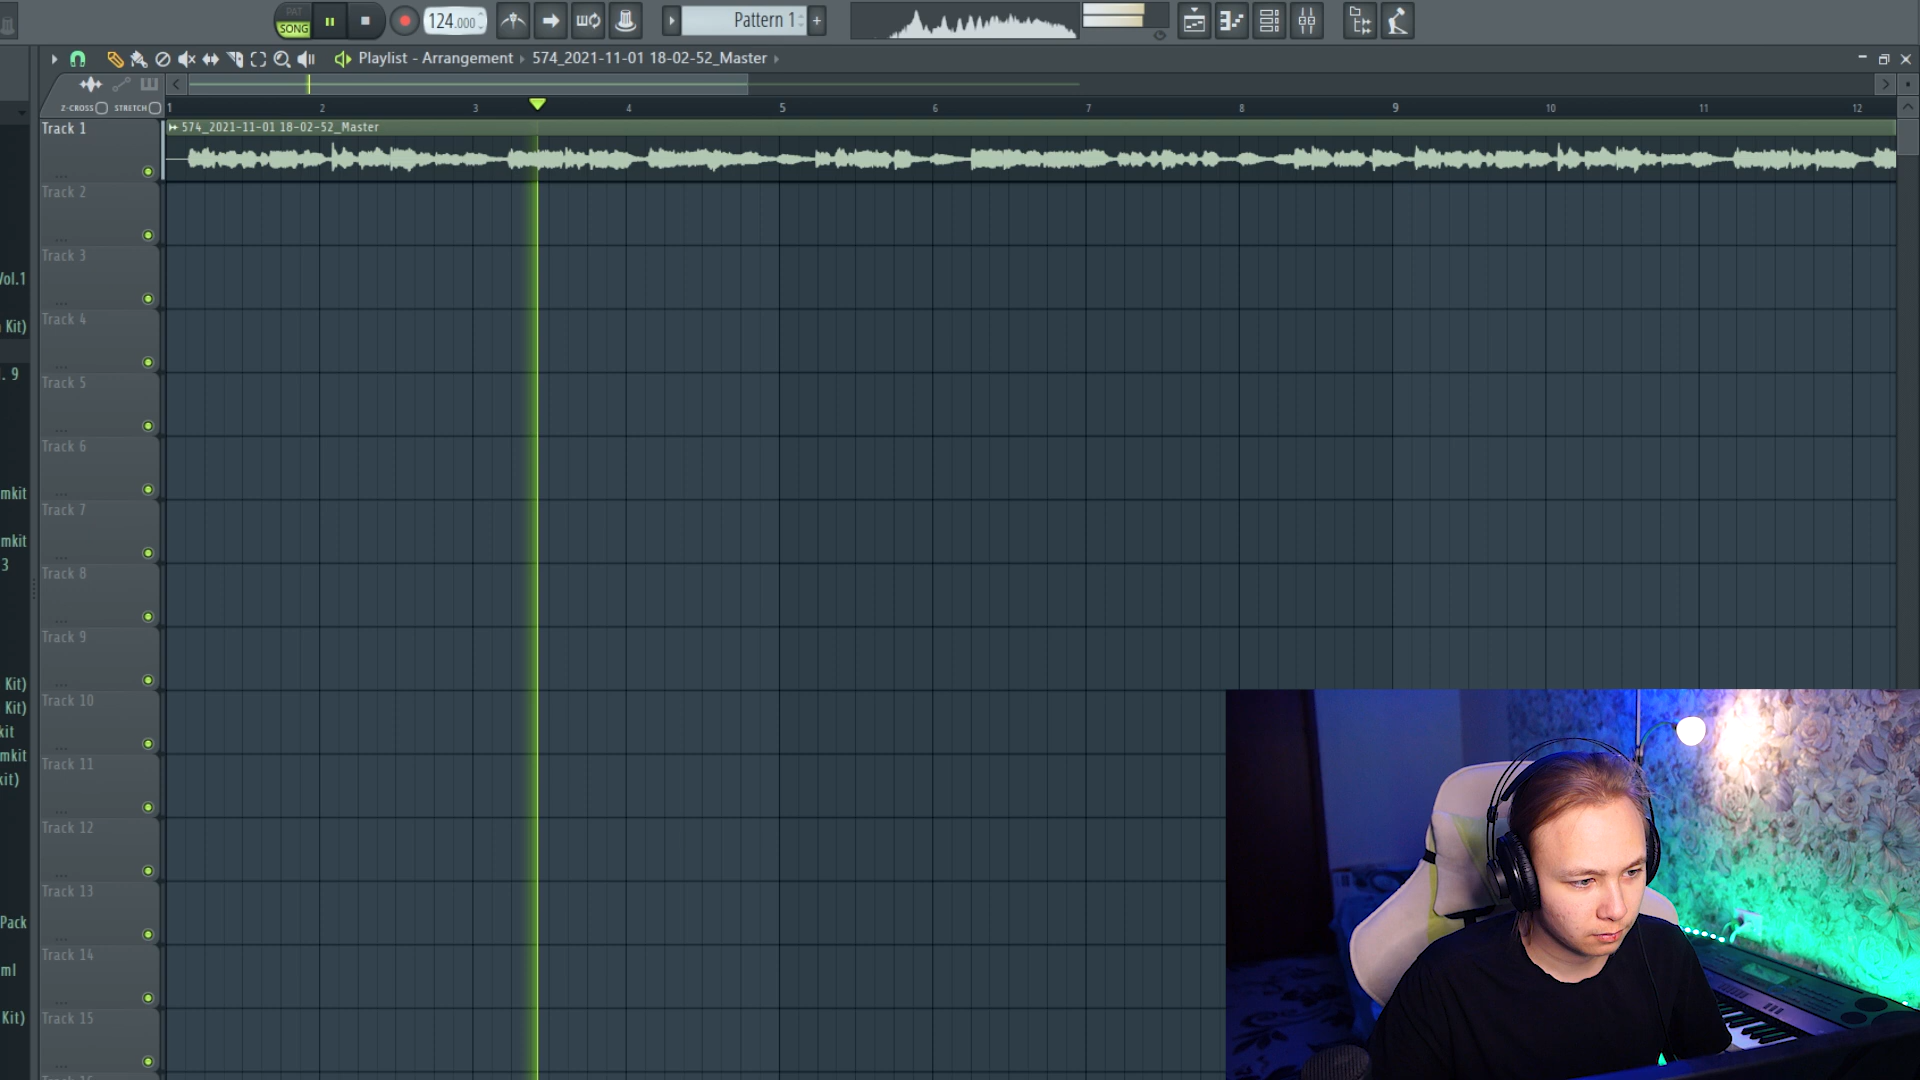 PAT
SONG
124.000
Pattern 1
Playlist - Arrangement › 574_2021-11-01 18-02-52_Master ›
Z-CROSS STRETCH
1 2 3 4 5 6 7 8 9 10 11 12
Track 1
574_2021-11-01 18-02-52_Master
Track 2
Track 3
Vol.1
Kit)
Track 4
. 9
Track 5
Track 6
mkit
Track 7
mkit
3
Track 8
Track 9
Kit)
Track 10
Kit)
kit
mkit
Track 11
kit)
Track 12
Track 13
Pack
Track 14
ml
Track 15
Kit)